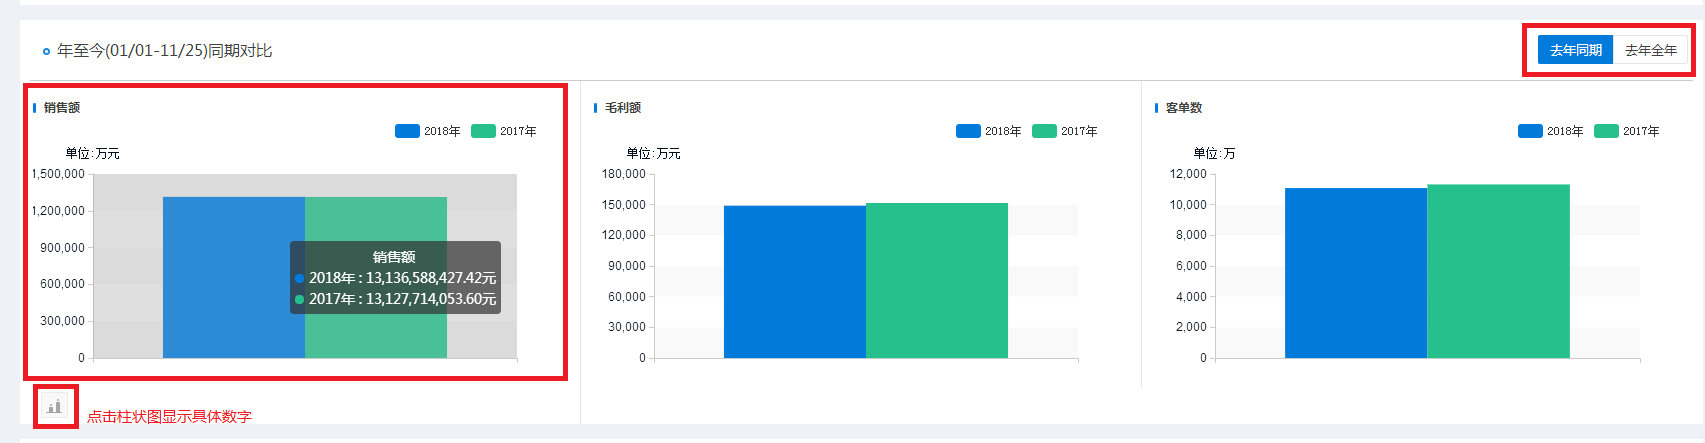 年至今(01/01-11/25)同期对比
去年同期 去年全年
销售额
2018年 2017年
单位:万元
1,500,000
1,200,000
900,000
600,000
300,000
0
销售额
2018年 : 13,136,588,427.42元
2017年 : 13,127,714,053.60元
毛利额
2018年 2017年
单位:万元
180,000
150,000
120,000
90,000
60,000
30,000
0
客单数
2018年 2017年
单位:万
12,000
10,000
8,000
6,000
4,000
2,000
0
点击柱状图显示具体数字